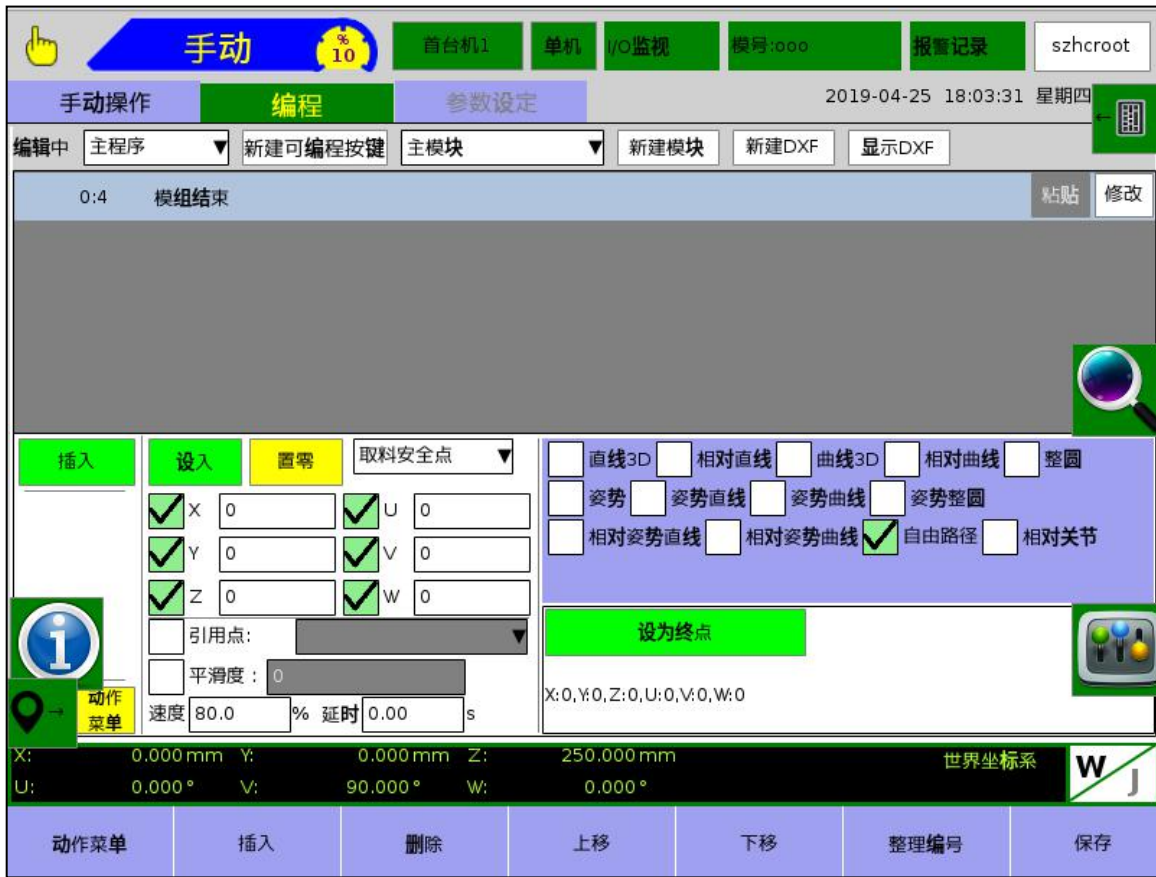 手动 % 10 首台机1 单机 I/O监视 模号:ooo 报警记录 szhcroot
手动操作 编程 参数设定 2019-04-25 18:03:31 星期四
编辑中 主程序 新建可编程按键 主模块 新建模块 新建DXF 显示DXF
0:4 模组结束 粘贴 修改
插入 设入 置零 取料安全点 直线3D 相对直线 曲线3D 相对曲线 整圆
X 0 U 0 姿势 姿势直线 姿势曲线 姿势整圆
Y 0 V 0 相对姿势直线 相对姿势曲线 自由路径 相对关节
Z 0 W 0
引用点: 设为终点
平滑度: 0
动作菜单 速度 80.0 % 延时 0.00 s X:0,Y:0,Z:0,U:0,V:0,W:0
X: 0.000mm Y: 0.000mm Z: 250.000mm 世界坐标系 W J
U: 0.000° V: 90.000° W: 0.000°
动作菜单 插入 删除 上移 下移 整理编号 保存